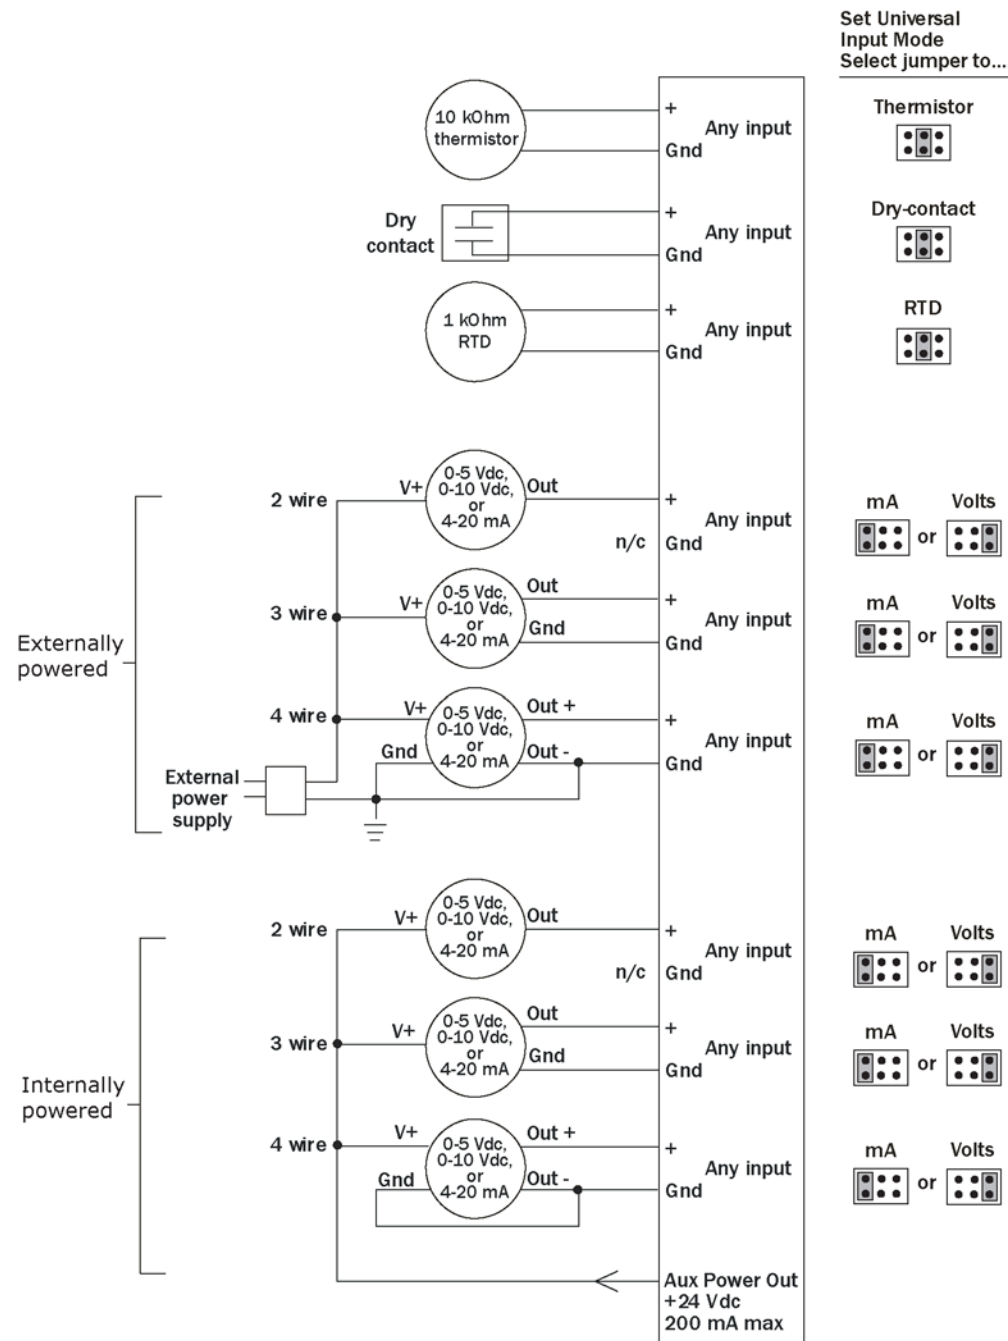 Set Universal
Input Mode
Select jumper to...
10 kOhm
thermistor
+
Gnd
Any input
Thermistor
Dry
contact
+
Gnd
Any input
Dry-contact
1 kOhm
RTD
+
Gnd
Any input
RTD
Externally
powered
2 wire
V+
0-5 Vdc,
0-10 Vdc,
or
4-20 mA
Out
n/c
+
Gnd
Any input
mA
or
Volts
3 wire
V+
0-5 Vdc,
0-10 Vdc,
or
4-20 mA
Out
Gnd
+
Gnd
Any input
mA
or
Volts
4 wire
V+
Gnd
0-5 Vdc,
0-10 Vdc,
or
4-20 mA
Out +
Out -
+
Gnd
Any input
mA
or
Volts
External
power
supply
Internally
powered
2 wire
V+
0-5 Vdc,
0-10 Vdc,
or
4-20 mA
Out
n/c
+
Gnd
Any input
mA
or
Volts
3 wire
V+
0-5 Vdc,
0-10 Vdc,
or
4-20 mA
Out
Gnd
+
Gnd
Any input
mA
or
Volts
4 wire
V+
Gnd
0-5 Vdc,
0-10 Vdc,
or
4-20 mA
Out +
Out -
+
Gnd
Any input
mA
or
Volts
Aux Power Out
+24 Vdc
200 mA max